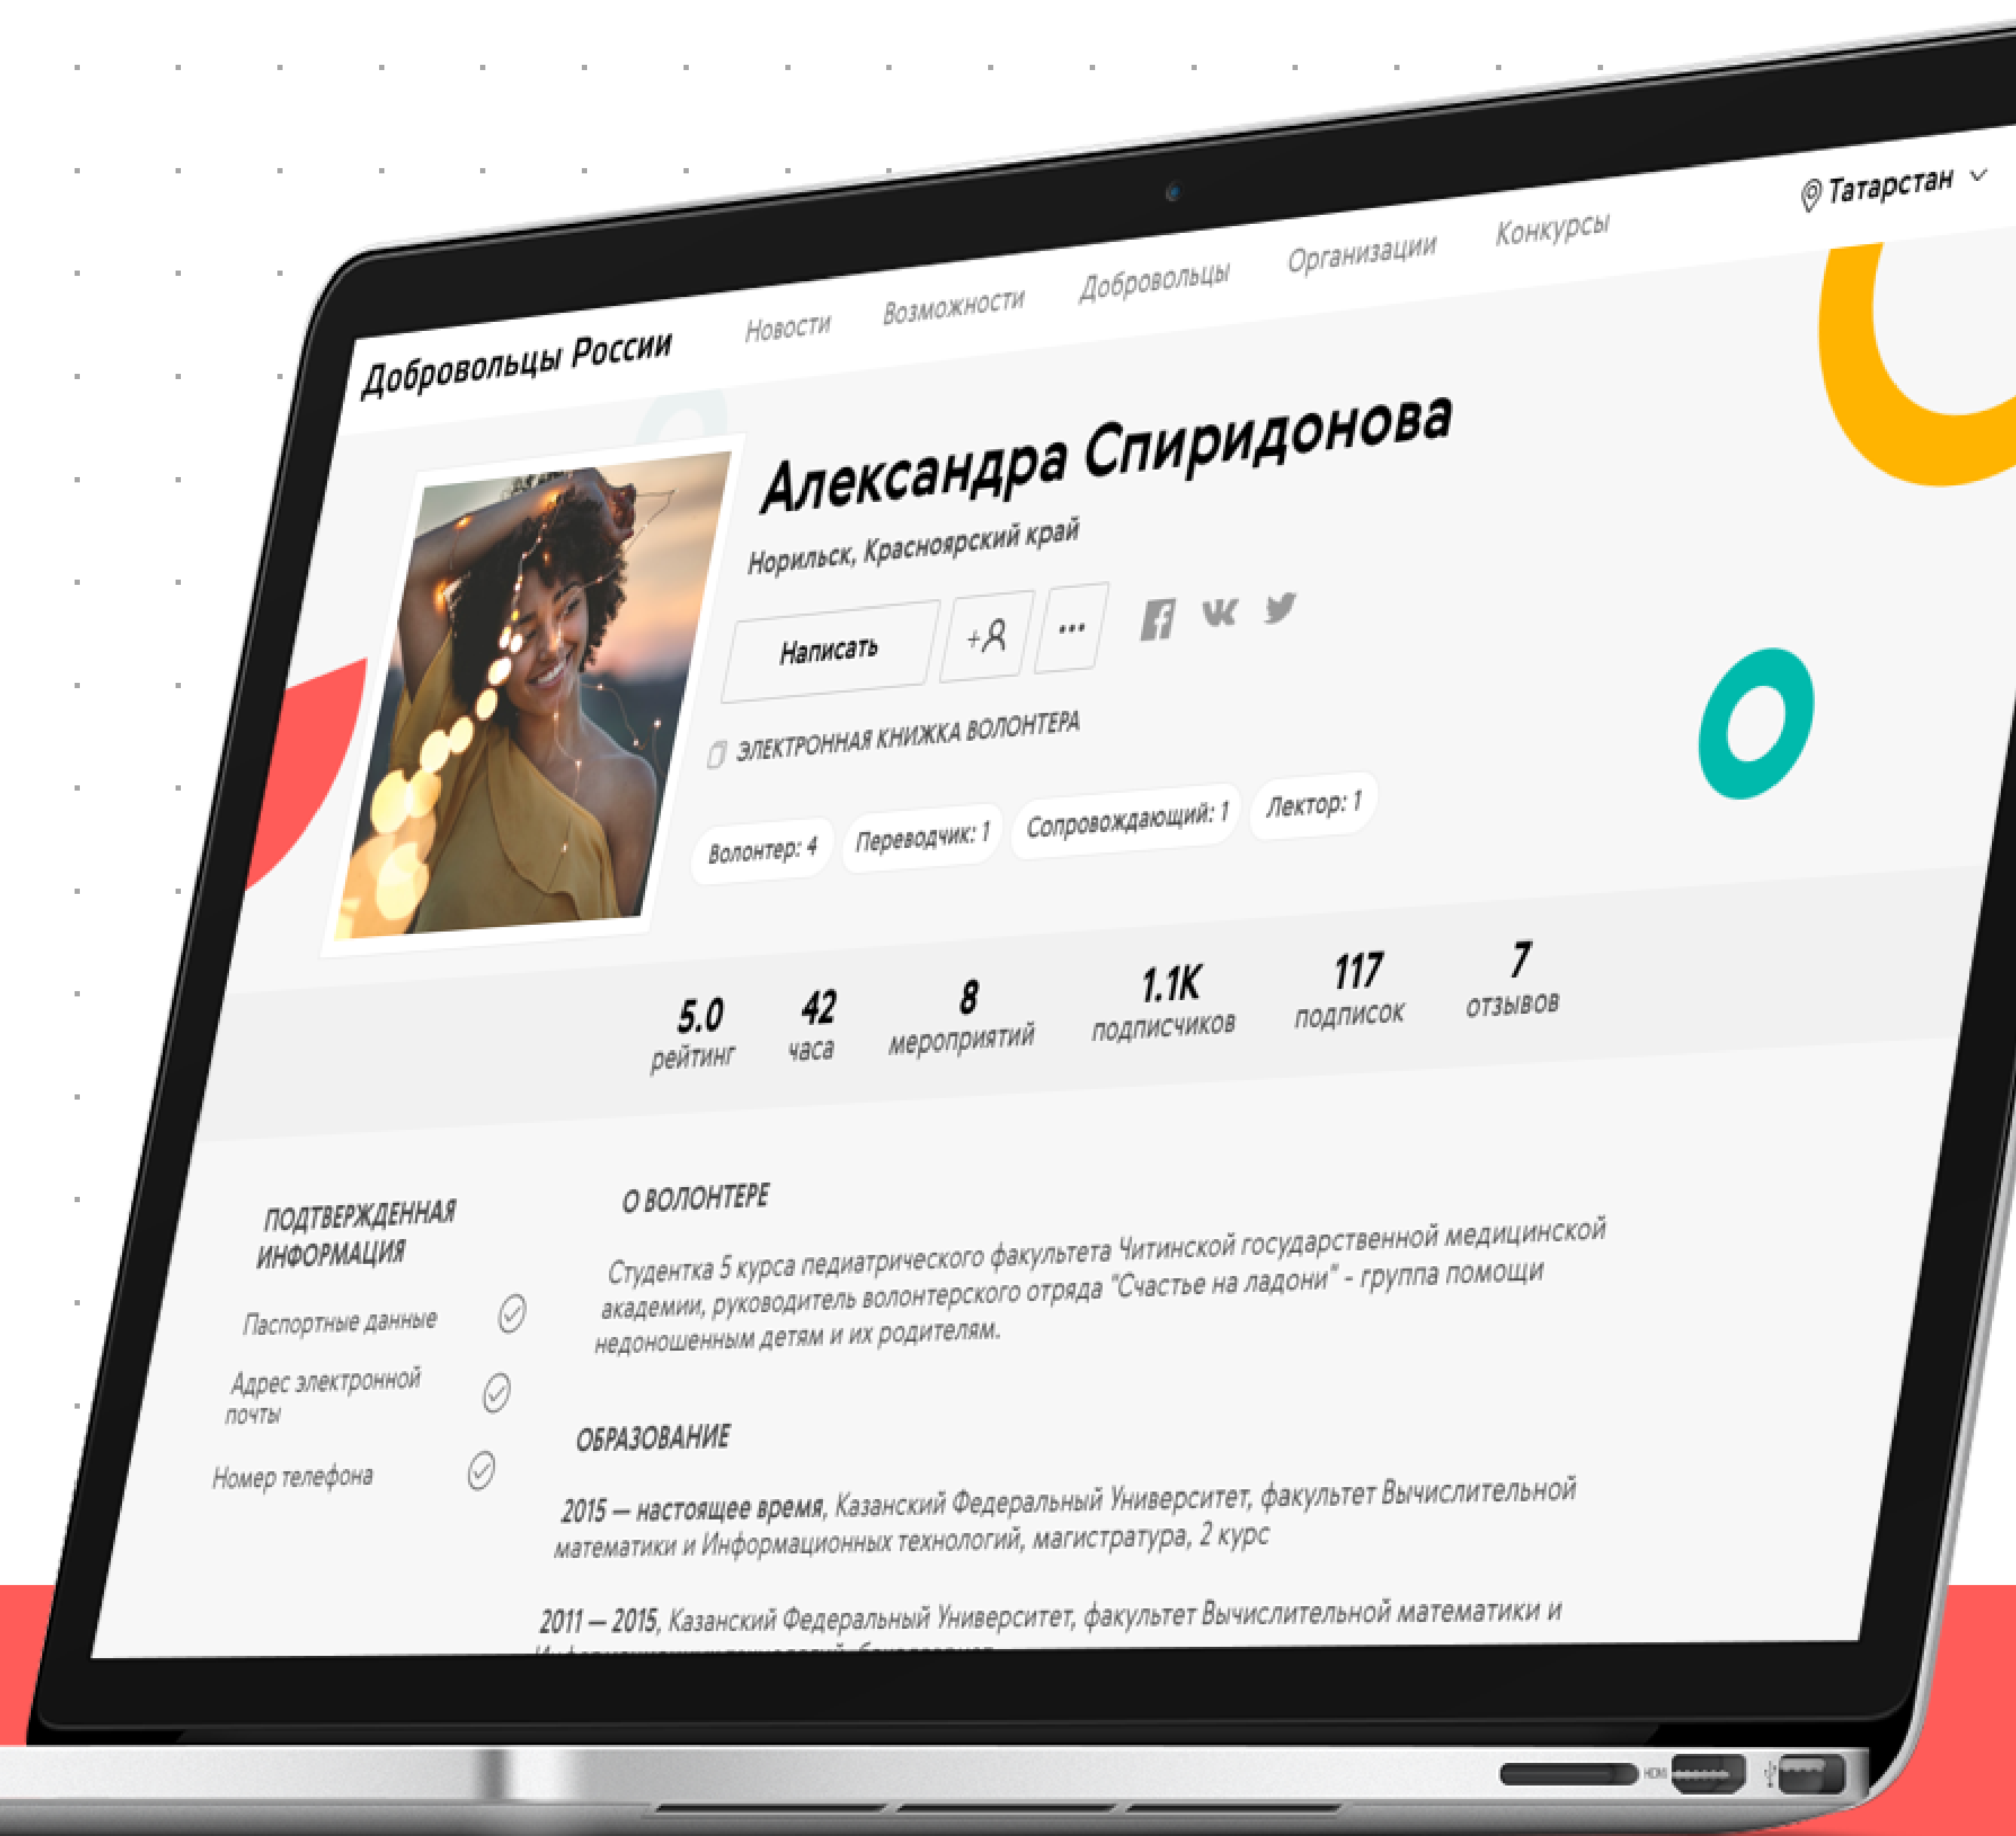 Добровольцы России
Новости
Возможности
Добровольцы
Организации
Конкурсы
Татарстан
Александра Спиридонова
Норильск, Красноярский край
Написать
ЭЛЕКТРОННАЯ КНИЖКА ВОЛОНТЕРА
Волонтер: 4
Переводчик: 1
Сопровождающий: 1
Лектор: 1
5.0
рейтинг
42
часа
8
мероприятий
1.1K
подписчиков
117
подписок
7
отзывов
ПОДТВЕРЖДЕННАЯ
ИНФОРМАЦИЯ
Паспортные данные
Адрес электронной
почты
Номер телефона
О ВОЛОНТЕРЕ
Студентка 5 курса педиатрического факультета Читинской государственной медицинской
академии, руководитель волонтерского отряда "Счастье на ладони" - группа помощи
недоношенным детям и их родителям.
ОБРАЗОВАНИЕ
2015 — настоящее время, Казанский Федеральный Университет, факультет Вычислительной
математики и Информационных технологий, магистратура, 2 курс
2011 — 2015, Казанский Федеральный Университет, факультет Вычислительной математики и
HDMI